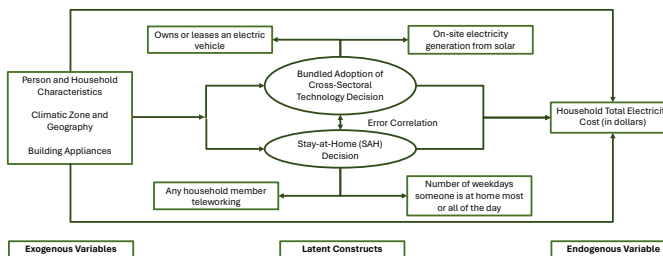 Owns or leases an electric
vehicle
On-site electricity
generation from solar
Person and Household
Characteristics
Climatic Zone and
Geography
Building Appliances
Bundled Adoption of
Cross-Sectoral
Technology Decision
Error Correlation
Stay-at-Home (SAH)
Decision
Household Total Electricity
Cost (in dollars)
Any household member
teleworking
Number of weekdays
someone is at home most
or all of the day
Exogenous Variables
Latent Constructs
Endogenous Variable